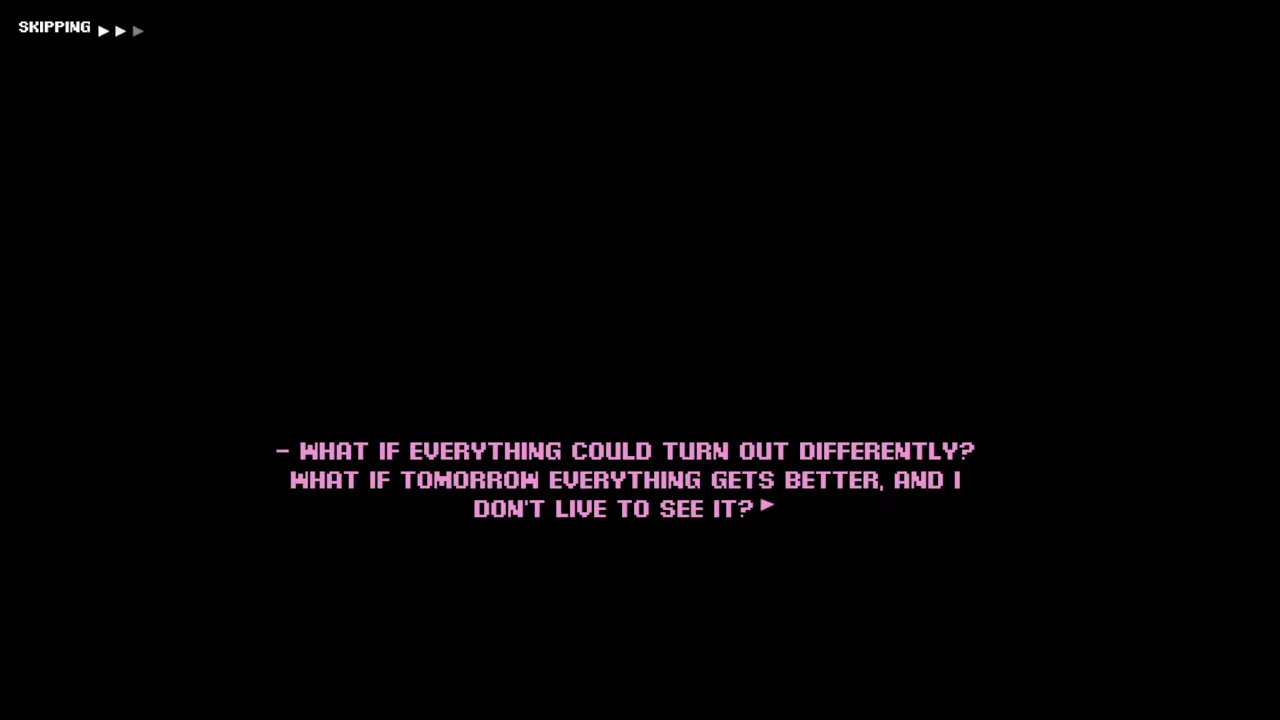 SKIPPING ▶▶▶
- WHAT IF EVERYTHING COULD TURN OUT DIFFERENTLY?
WHAT IF TOMORROW EVERYTHING GETS BETTER, AND I
DON'T LIVE TO SEE IT? ▶